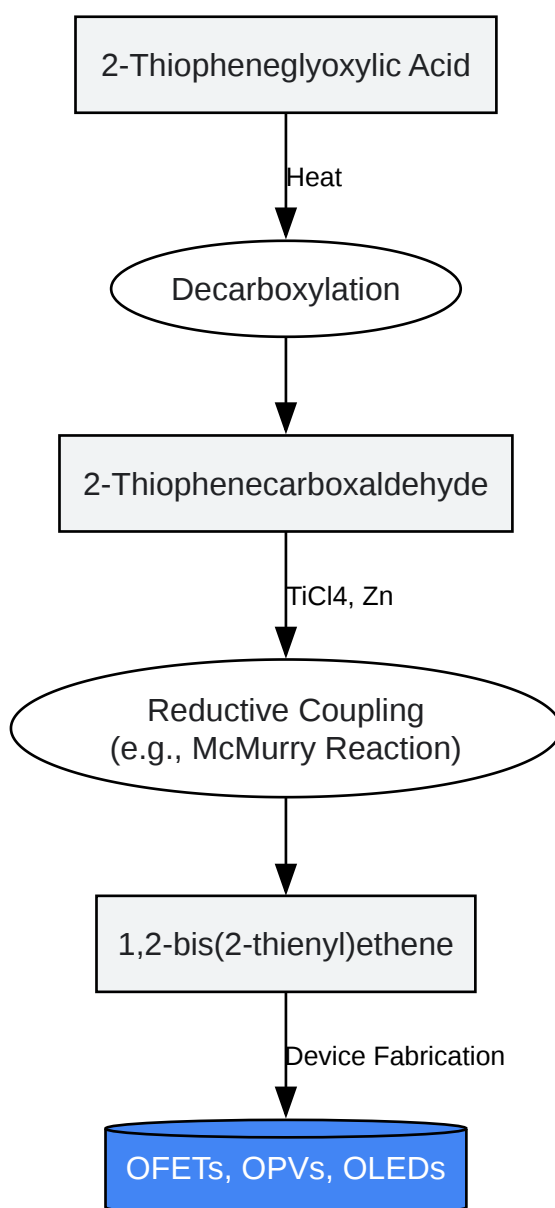 2-Thiopheneglyoxylic Acid
Heat
Decarboxylation
2-Thiophenecarboxaldehyde
TiCl4, Zn
Reductive Coupling
(e.g., McMurry Reaction)
1,2-bis(2-thienyl)ethene
Device Fabrication
OFETs, OPVs, OLEDs